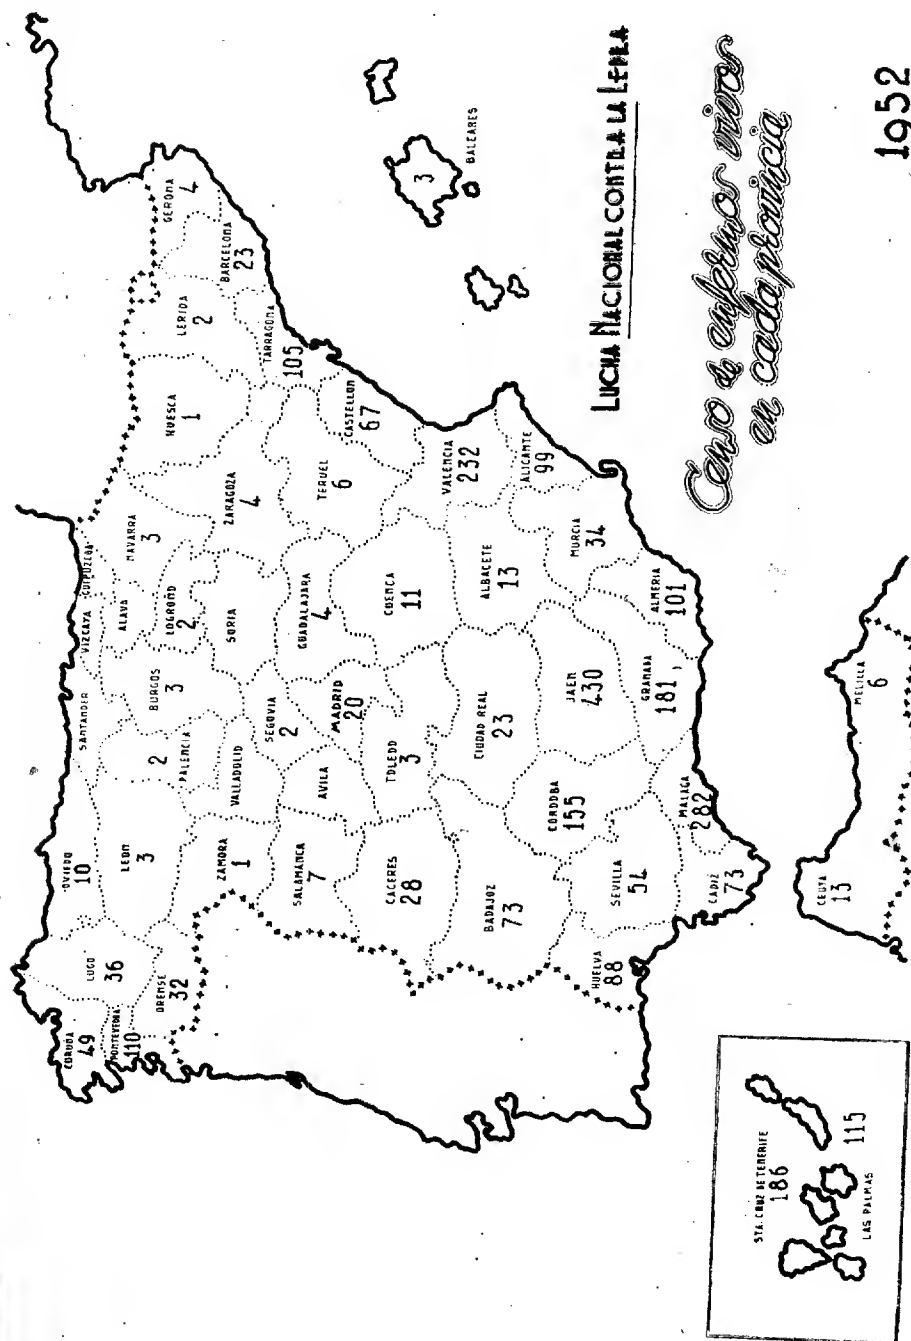 CORUÑA
49
LUGO
36
OVIEDO
10
SANTANDER
VIZCAYA
GUIPUZCOA
PONTEVEDRA
110
ORENSE
32
LEON
3
PALENCIA
2
BURGOS
3
ALAVA
NAVARRA
3
LOGROÑO
2
HUESCA
1
LERIDA
2
GERONA
4
BARCELONA
23
TARRAGONA
105
ZAMORA
1
VALLADOLID
SORIA
ZARAGOZA
4
SALAMANCA
7
AVILA
SEGOVIA
2
MADRID
20
GUADALAJARA
4
TERUEL
6
CASTELLON
67
CACERES
28
TOLEDO
3
CUENCA
11
VALENCIA
232
BADAJOZ
73
CIUDAD REAL
23
ALBACETE
13
ALICANTE
99
HUELVA
88
SEVILLA
54
CORDOBA
155
JAEN
430
MURCIA
34
CADIZ
73
MALAGA
282
GRANADA
181
ALMERIA
101
BALEARES
3
CEUTA
13
MELILLA
6
STA. CRUZ DE TENERIFE
186
LAS PALMAS
115
LUCHA NACIONAL CONTRA LA LEPRA
Censo de enfermos vivos
en cada provincia
1952